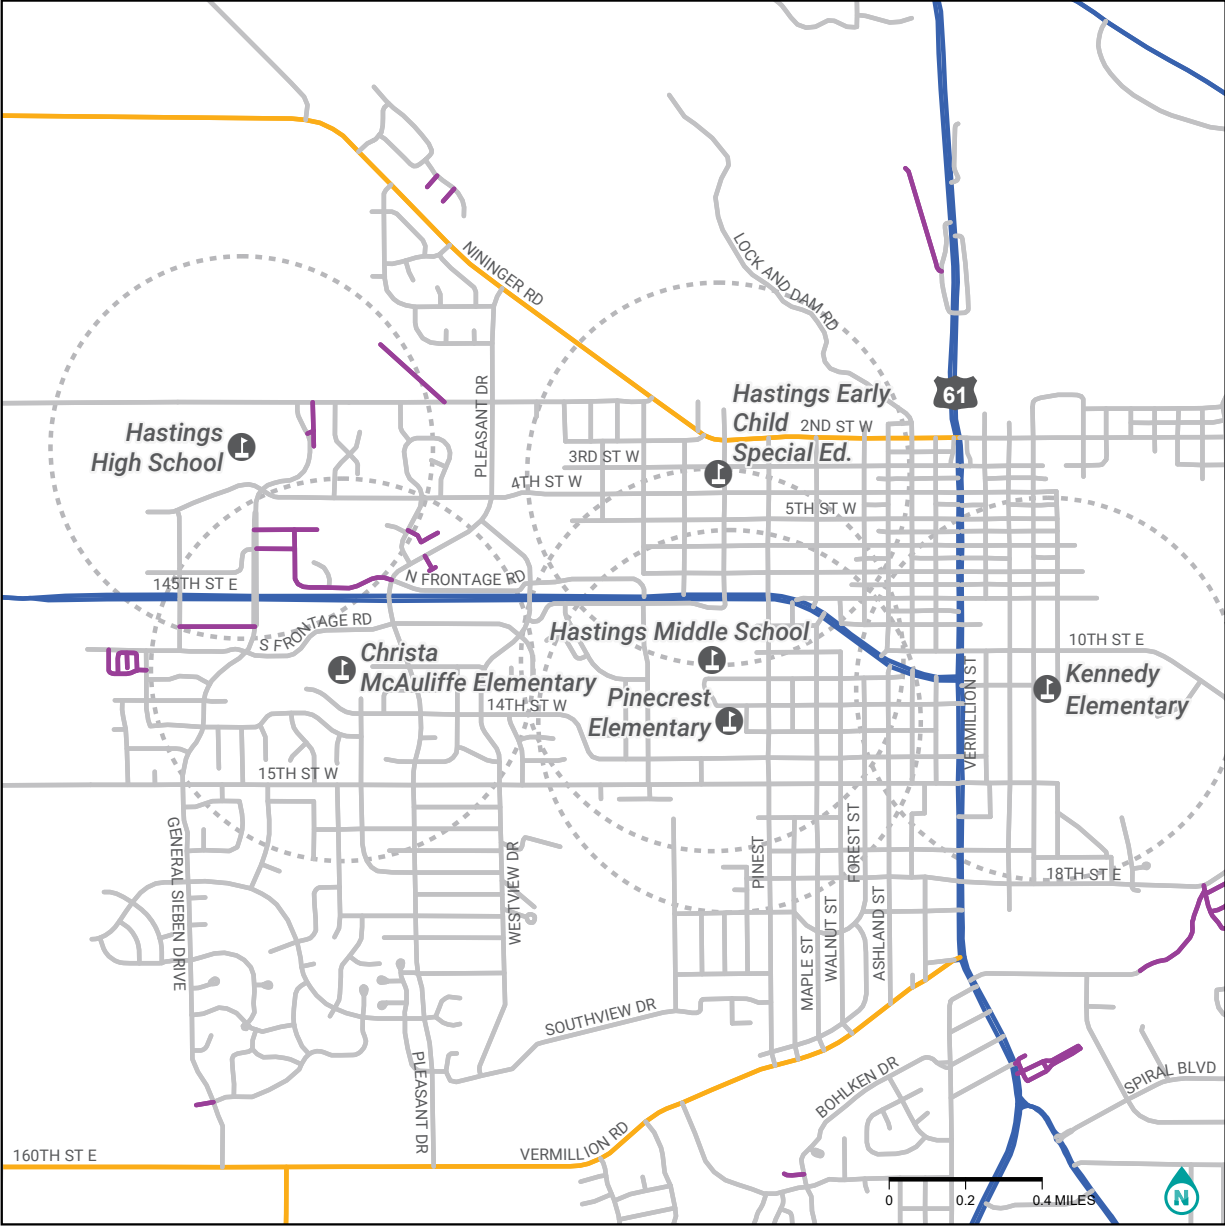 NININGER RD
LOCK AND DAM RD
61
PLEASANT DR
Hastings Early
Child
Special Ed.
2ND ST W
Hastings
High School
3RD ST W
4TH ST W
5TH ST W
145TH ST E
N FRONTAGE RD
S FRONTAGE RD
Hastings Middle School
10TH ST E
Christa
McAuliffe Elementary
Kennedy
Elementary
Pinecrest
Elementary
14TH ST W
VERMILLION ST
15TH ST W
GENERAL SIEBEN DRIVE
WESTVIEW DR
PINEST
FOREST ST
18TH ST E
MAPLE ST
WALNUT ST
ASHLAND ST
SOUTHVIEW DR
PLEASANT DR
BOHLKEN DR
SPIRAL BLVD
160TH ST E
VERMILLION RD
0 0.2 0.4 MILES
N